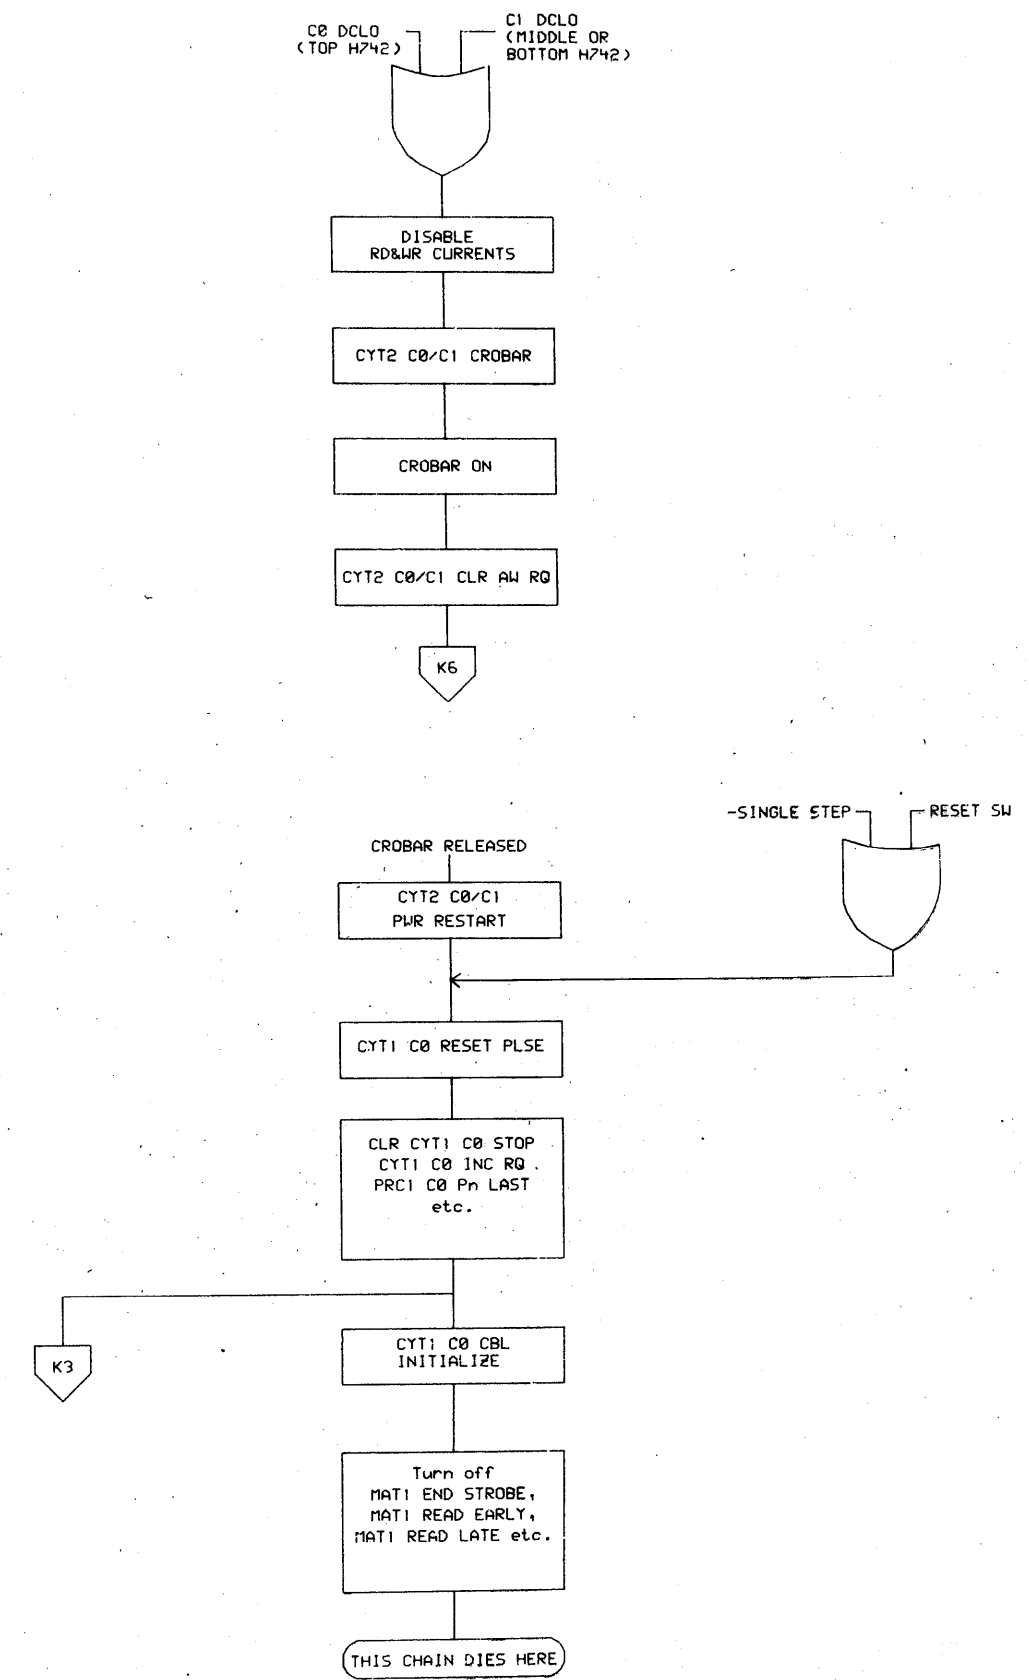 C0 DCLO
(TOP H742)
C1 DCLO
(MIDDLE OR
BOTTOM H742)
DISABLE
RD&WR CURRENTS
CYT2 C0/C1 CROBAR
CROBAR ON
CYT2 C0/C1 CLR AW RQ
K6
-SINGLE STEP
RESET SW
CROBAR RELEASED
CYT2 C0/C1
PWR RESTART
CYT1 C0 RESET PLSE
CLR CYT1 C0 STOP
CYT1 C0 INC RQ
PRC1 C0 Pn LAST
etc.
K3
CYT1 C0 CBL
INITIALIZE
Turn off
MAT1 END STROBE,
MAT1 READ EARLY,
MAT1 READ LATE etc.
THIS CHAIN DIES HERE